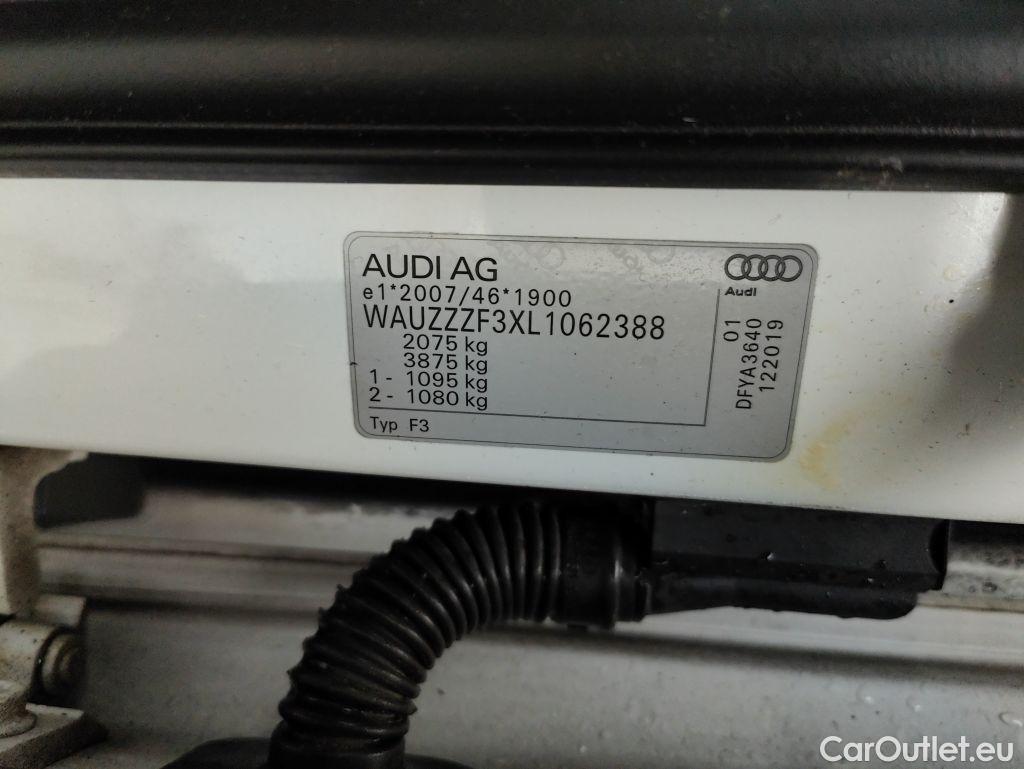 AUDI AG
e1*2007/46*1900
WAUZZZF3XL1062388
2075 kg
3875 kg
1- 1095 kg
2- 1080 kg
Typ F3
Audi
01
DFYA3640
122019
CarOutlet.eu